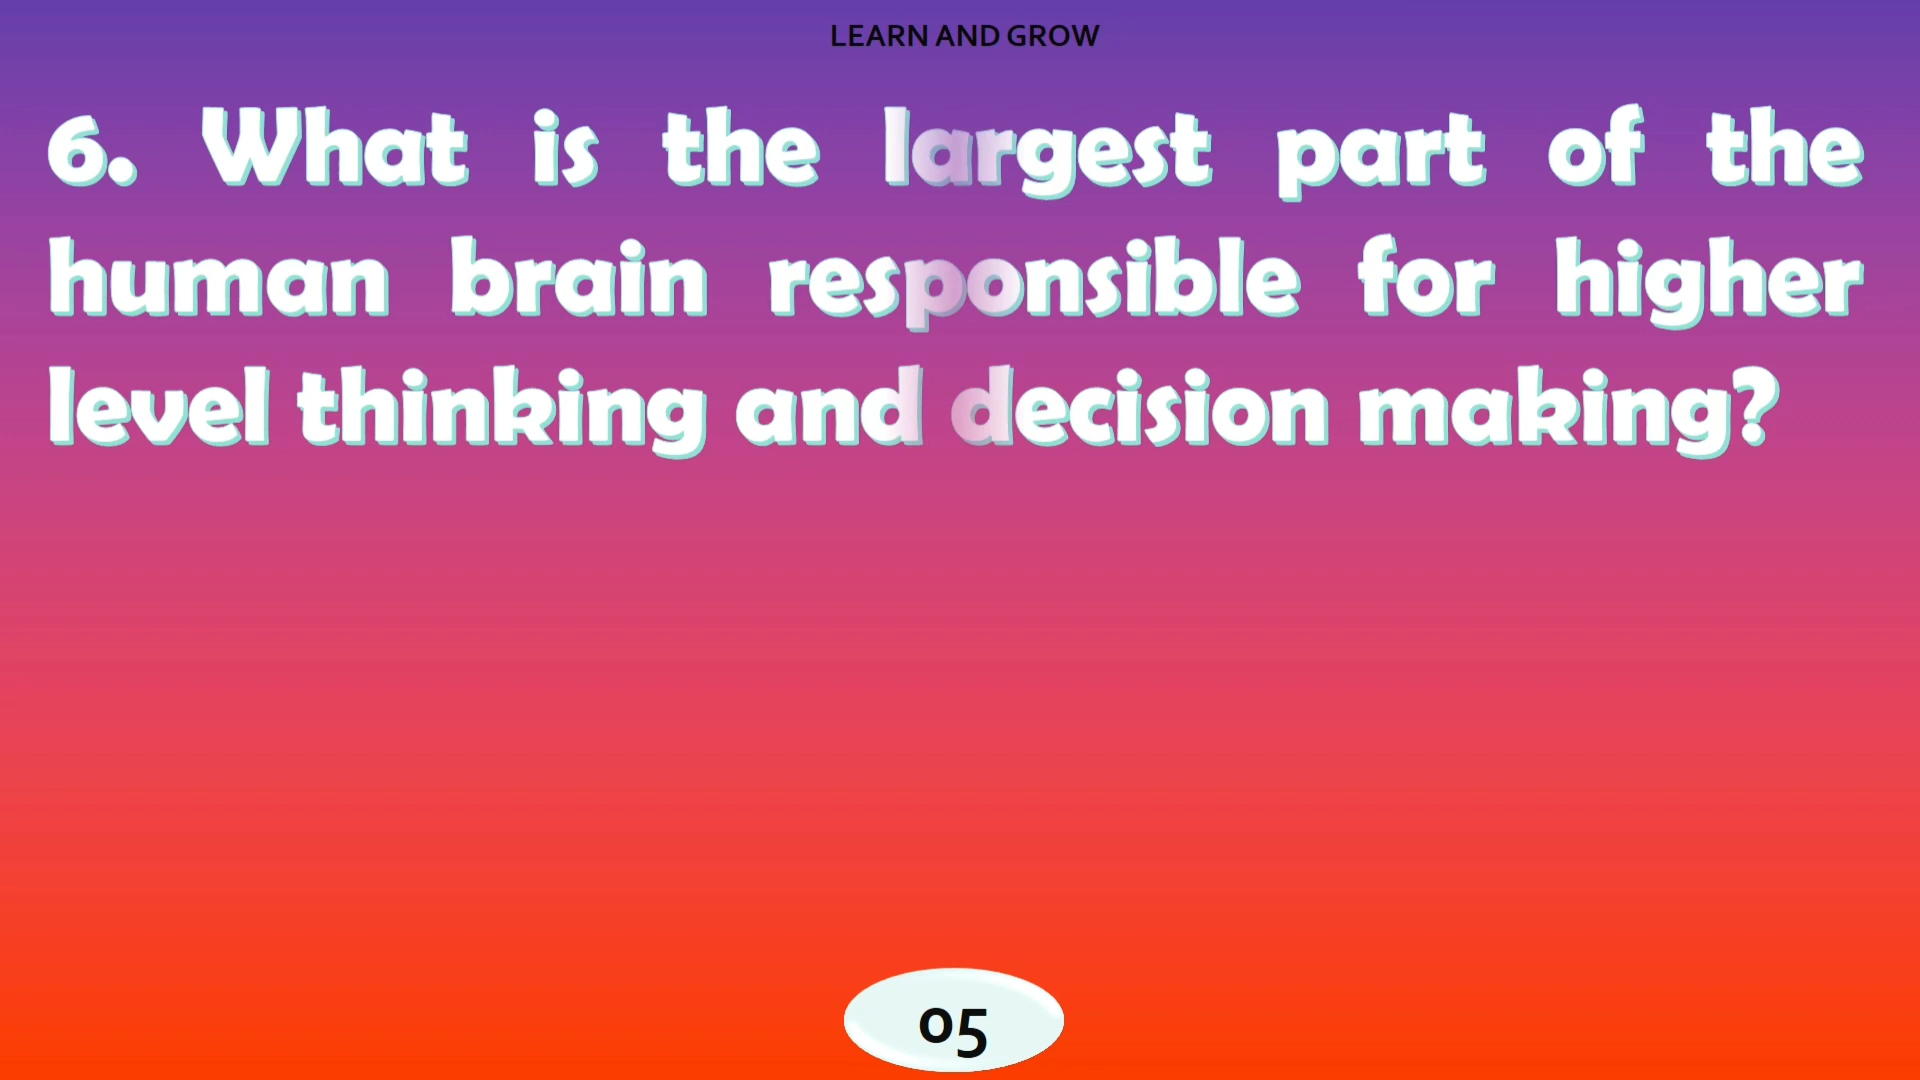 LEARN AND GROW
6. What is the largest part of the
human brain responsible for higher
level thinking and decision making?
05